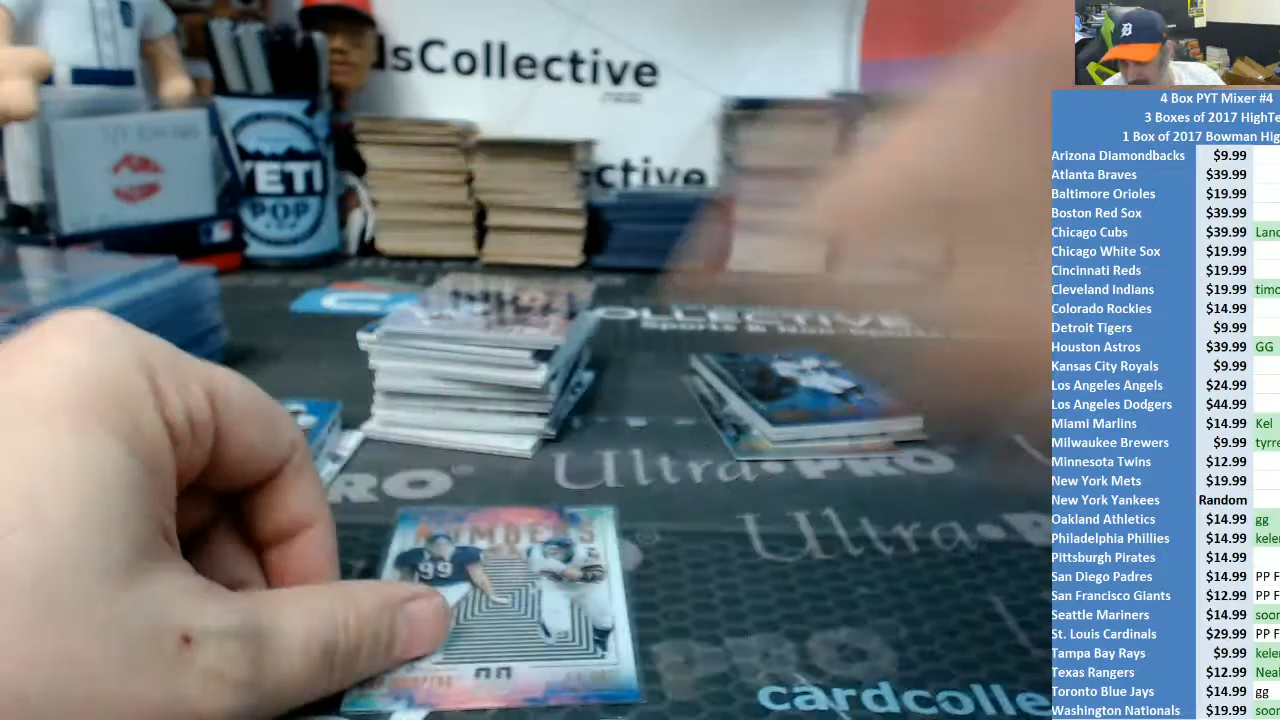 dsCollective
ctive
YETI
POP
OLLECTIVE
Ultra PRO
RO
Ultra
NUMBERS
99
cardcolle
4 Box PYT Mixer #4
3 Boxes of 2017 HighTe
1 Box of 2017 Bowman Hig
Arizona Diamondbacks $9.99
Atlanta Braves $39.99
Baltimore Orioles $19.99
Boston Red Sox $39.99
Chicago Cubs $39.99 Land
Chicago White Sox $19.99
Cincinnati Reds $19.99
Cleveland Indians $19.99 timo
Colorado Rockies $14.99
Detroit Tigers $9.99
Houston Astros $39.99 GG
Kansas City Royals $9.99
Los Angeles Angels $24.99
Los Angeles Dodgers $44.99
Miami Marlins $14.99 Kel
Milwaukee Brewers $9.99 tyrre
Minnesota Twins $12.99
New York Mets $19.99
New York Yankees Random
Oakland Athletics $14.99 gg
Philadelphia Phillies $14.99 keler
Pittsburgh Pirates $14.99
San Diego Padres $14.99 PP F
San Francisco Giants $12.99 PP F
Seattle Mariners $14.99 soon
St. Louis Cardinals $29.99 PP F
Tampa Bay Rays $9.99 keler
Texas Rangers $12.99 Neal
Toronto Blue Jays $14.99 gg
Washington Nationals $19.99 soon